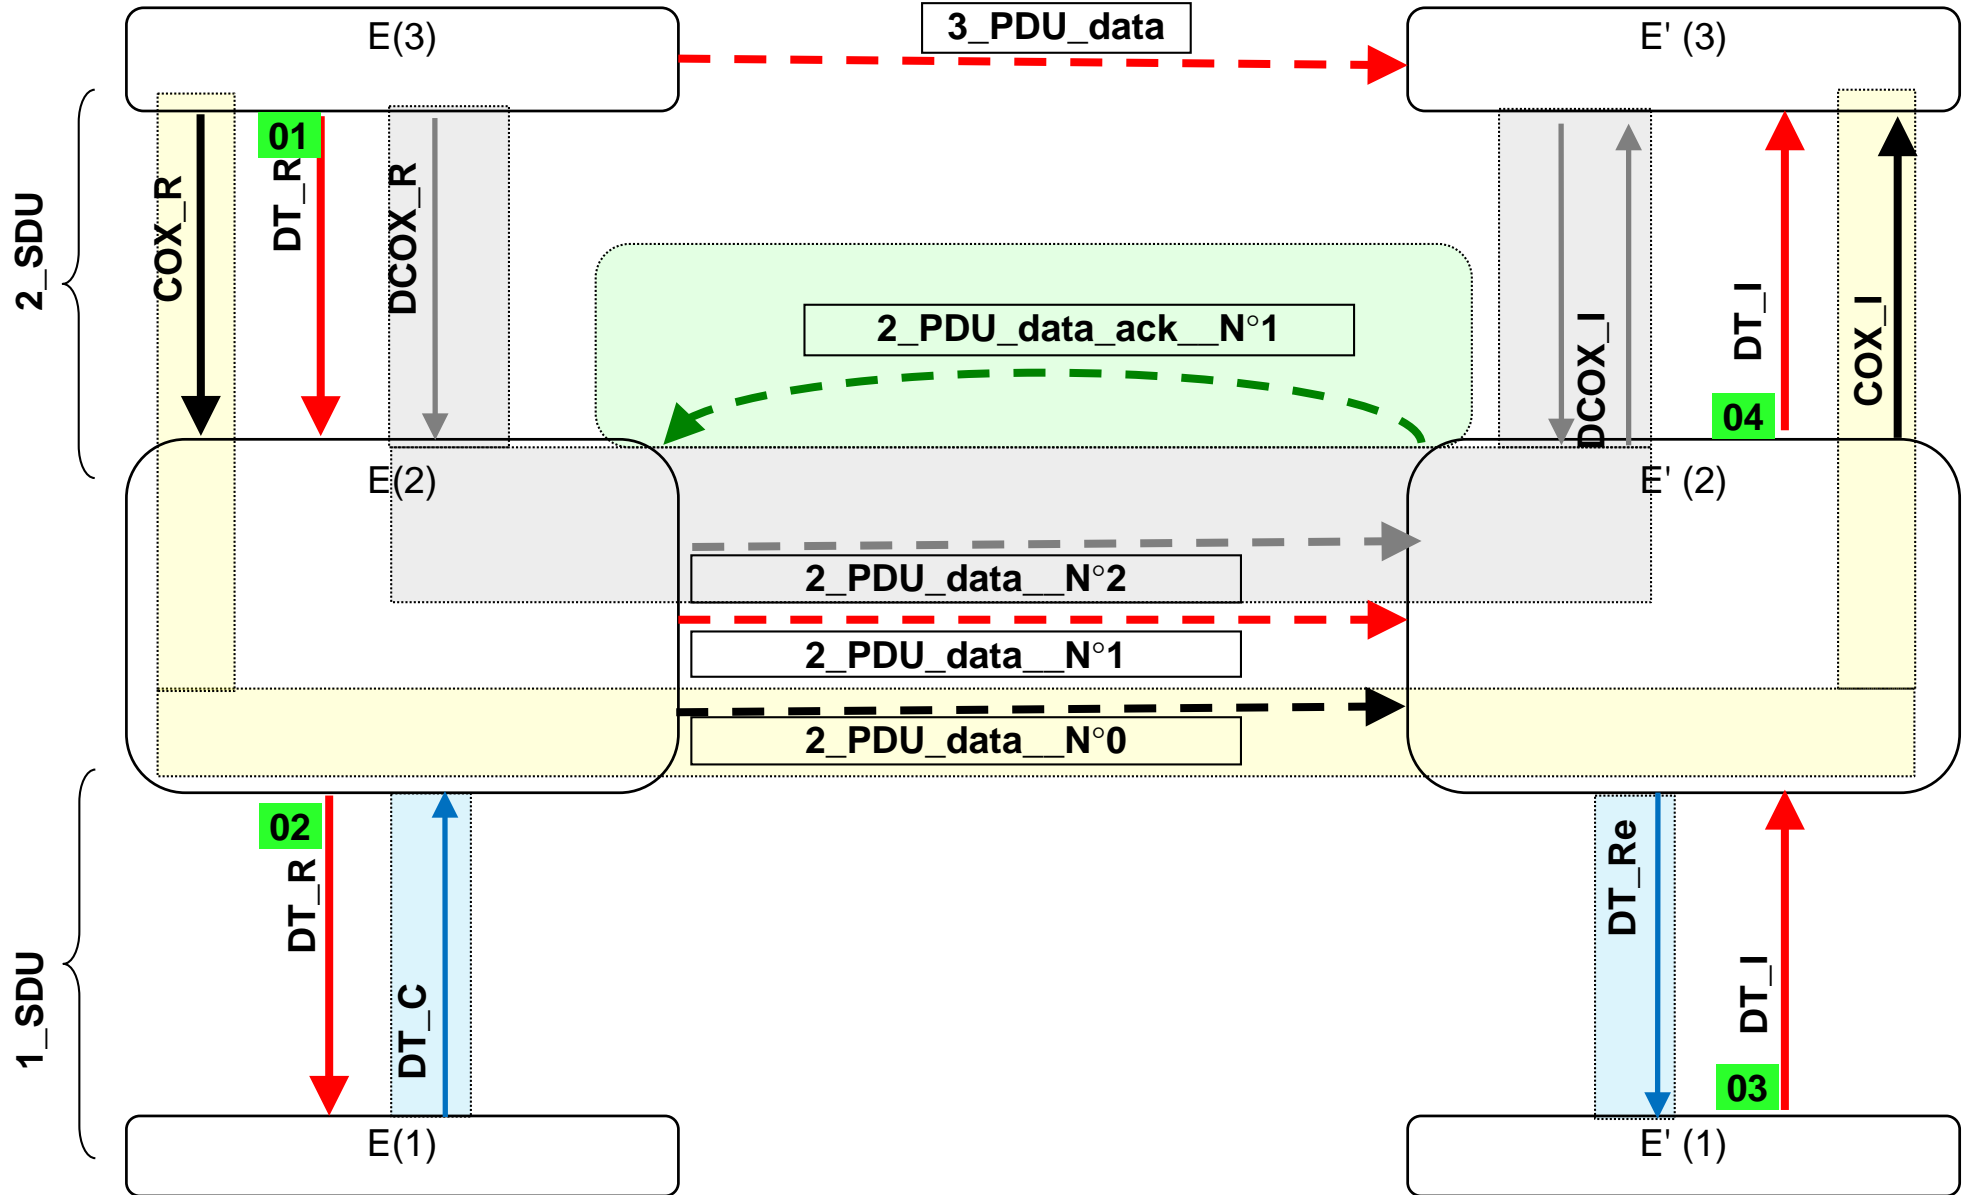 E(3)
3_PDU_data
E' (3)
2_SDU
COX_R
01
DT_R
DCOX_R
2_PDU_data_ack__N°1
DCOX_I
DT_I
04
COX_I
E(2)
E' (2)
2_PDU_data__N°2
2_PDU_data__N°1
2_PDU_data__N°0
1_SDU
02
DT_R
DT_C
DT_Re
DT_I
03
E(1)
E' (1)